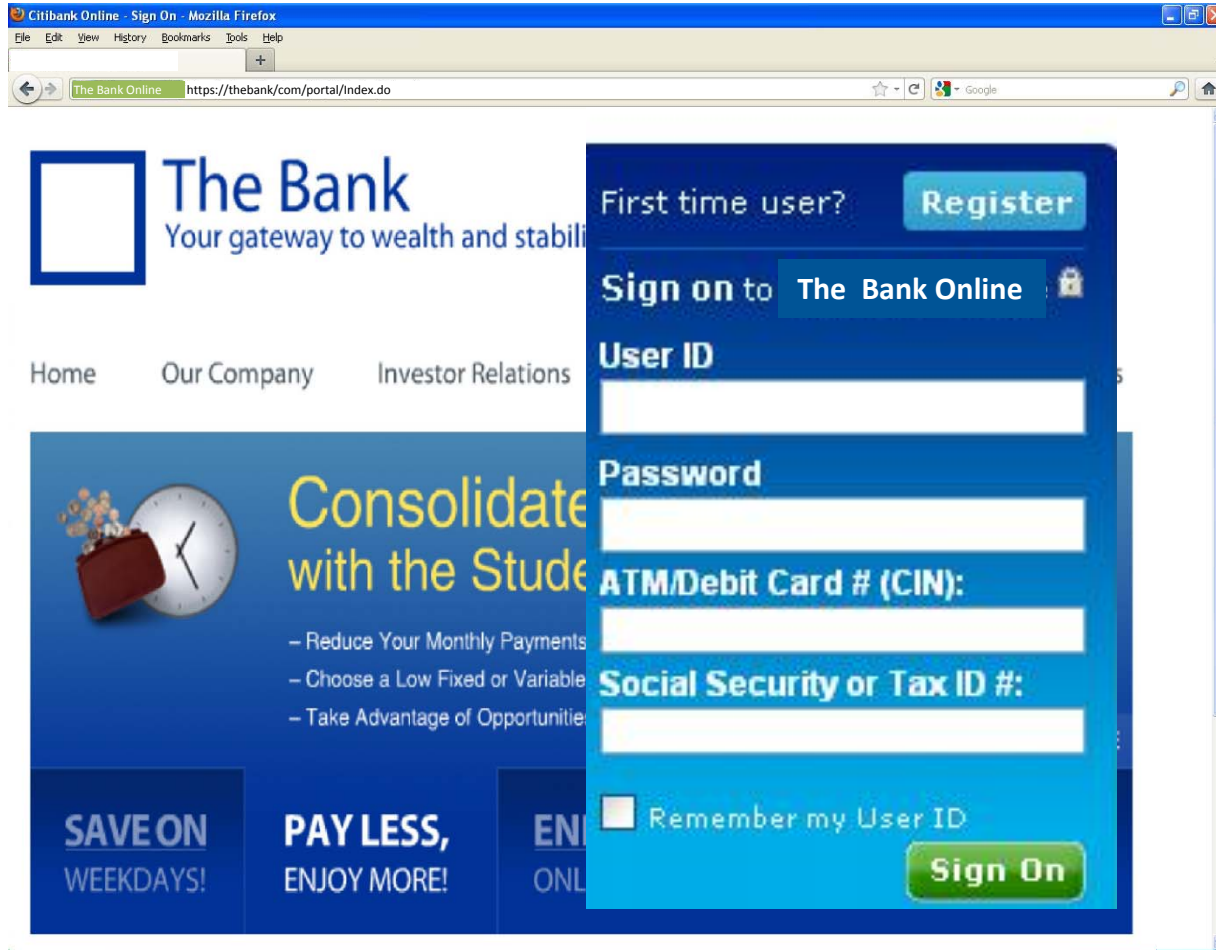 Citibank Online - Sign On - Mozilla Firefox
File Edit View History Bookmarks Tools Help
+
The Bank Online https://thebank/com/portal/Index.do Google
The Bank
Your gateway to wealth and stabili
Home Our Company Investor Relations s
Consolidate
with the Stude
– Reduce Your Monthly Payments
– Choose a Low Fixed or Variable
– Take Advantage of Opportunities
SAVE ON
WEEKDAYS!
PAY LESS,
ENJOY MORE!
EN
ONL
First time user? Register
Sign on to The Bank Online
User ID
Password
ATM/Debit Card # (CIN):
Social Security or Tax ID #:
Remember my User ID
Sign On